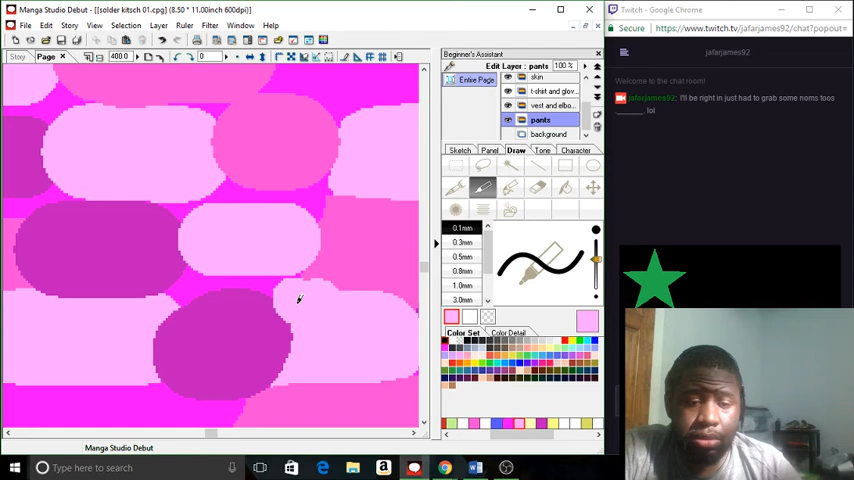 Manga Studio Debut - [[solder kitsch 01.cpg] (8.50 * 11.00inch 600dpi)]
Twitch - Google Chrome
File Edit Story View Selection Layer Filter Window Help
Secure https://www.twitch.tv/jafarjames92/chat?popout=
Story Page 400.0 0
Beginner's Assistant
jafarjames92
Edit Layer : pants 100 %
Entire Page
skin
t-shirt and glov...
vest and elbo...
pants
background
Welcome to the chat room!
jafarjames92: I'll be right in just had to grab some noms toos
_______ lol
Sketch Panel Draw Tone Character
0.1mm
0.3mm
0.5mm
0.8mm
1.0mm
3.0mm
Color Set Color Detail
Manga Studio Debut
Type here to search